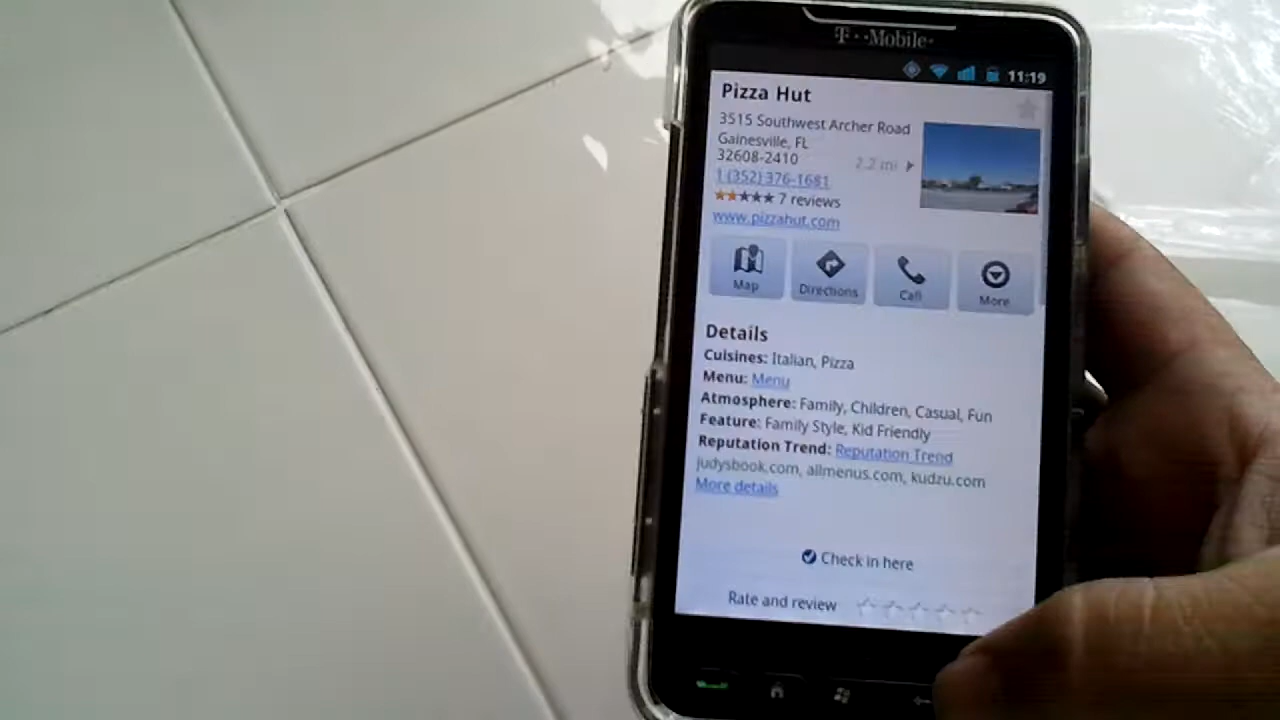 T··Mobile·
11:19
Pizza Hut
3515 Southwest Archer Road
Gainesville, FL
32608-2410
2.2 mi
1 (352) 376-1681
7 reviews
www.pizzahut.com
Map
Directions
Call
More
Details
Cuisines: Italian, Pizza
Menu: Menu
Atmosphere: Family, Children, Casual, Fun
Feature: Family Style, Kid Friendly
Reputation Trend: Reputation Trend
judysbook.com, allmenus.com, kudzu.com
More details
Check in here
Rate and review